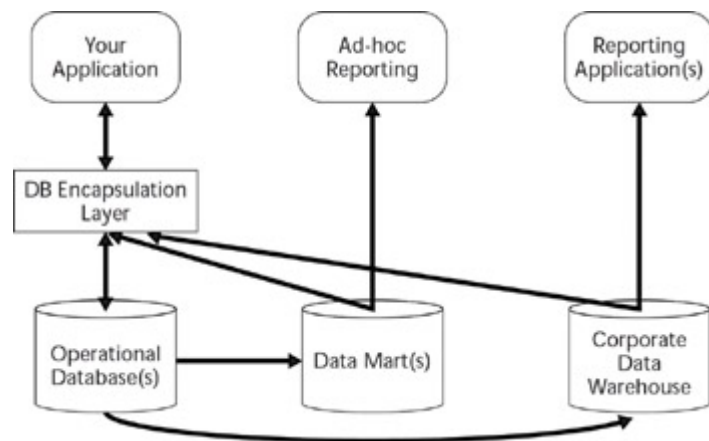 Your
Application
Ad-hoc
Reporting
Reporting
Application(s)
DB Encapsulation
Layer
Operational
Database(s)
Data Mart(s)
Corporate
Data
Warehouse